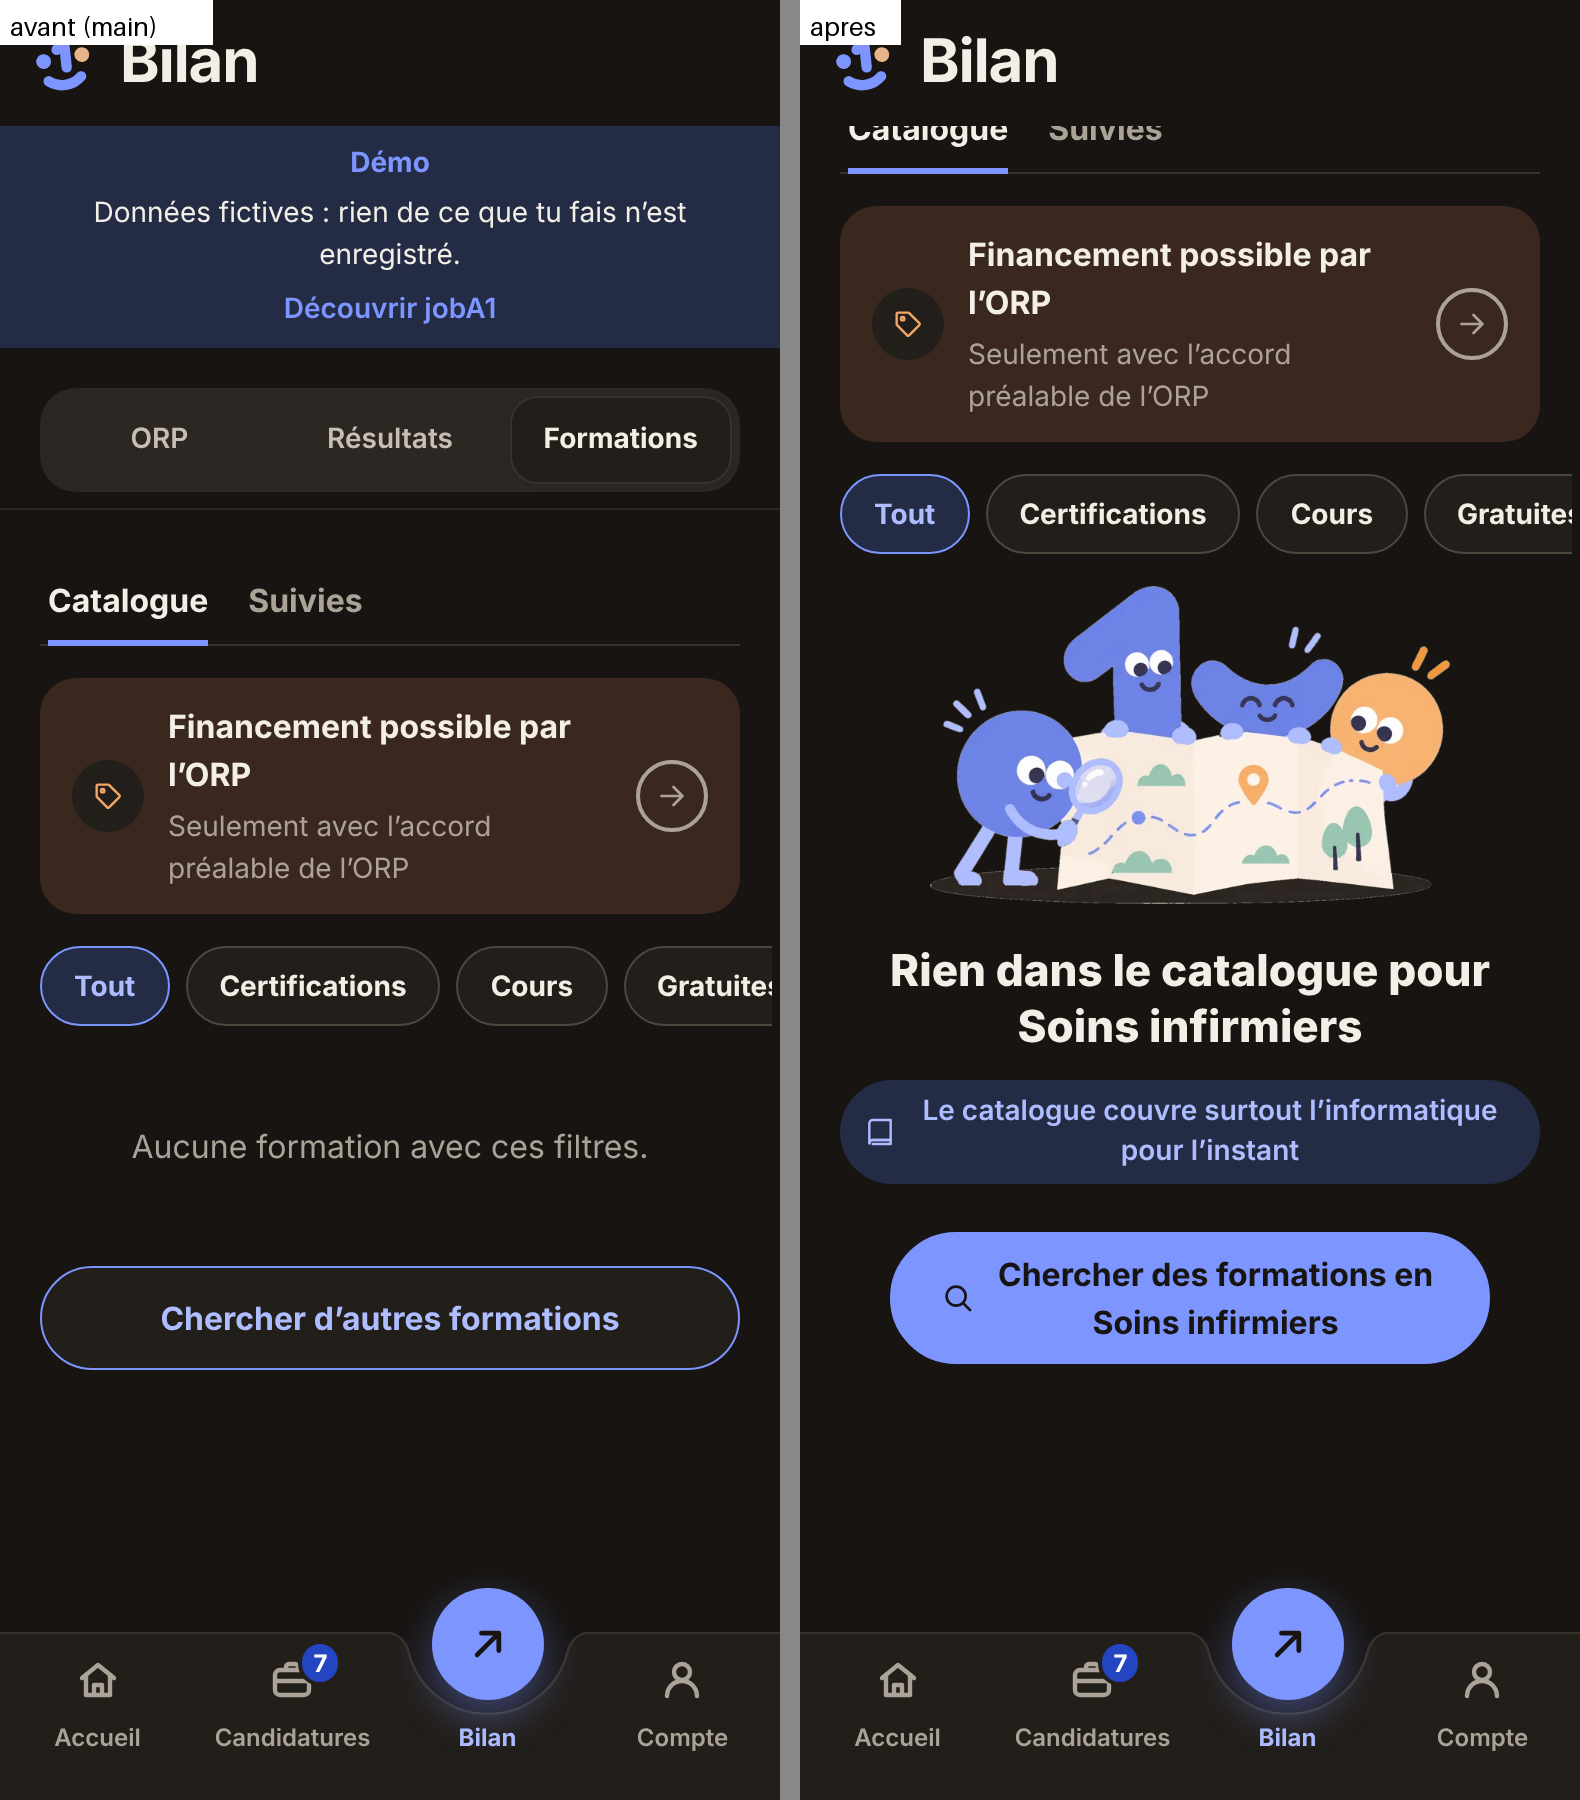 avant (main)
Bilan
Démo
Données fictives : rien de ce que tu fais n’est
enregistré.
Découvrir jobA1
ORP
Résultats
Formations
Catalogue
Suivies
Financement possible par
l’ORP
Seulement avec l’accord
préalable de l’ORP
Tout
Certifications
Cours
Gratuites
Aucune formation avec ces filtres.
Chercher d’autres formations
Accueil
7
Candidatures
Bilan
Compte
apres
Bilan
Catalogue
Suivies
Financement possible par
l’ORP
Seulement avec l’accord
préalable de l’ORP
Tout
Certifications
Cours
Gratuites
Rien dans le catalogue pour
Soins infirmiers
Le catalogue couvre surtout l’informatique
pour l’instant
Chercher des formations en
Soins infirmiers
Accueil
7
Candidatures
Bilan
Compte